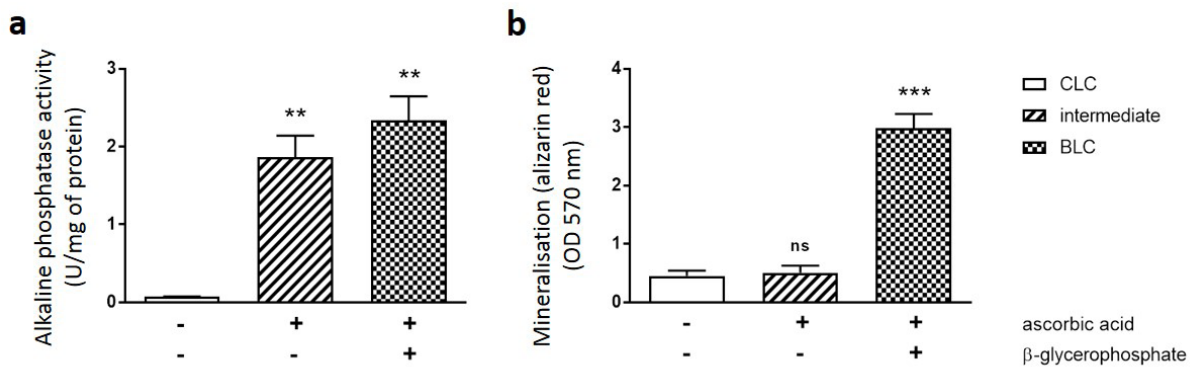 a
Alkaline phosphatase activity
(U/mg of protein)
3
2
1
0
**
**
- + +
- - +
b
Mineralisation (alizarin red)
(OD 570 nm)
4
3
2
1
0
ns
***
- + +
- - +
CLC
intermediate
BLC
ascorbic acid
β-glycerophosphate